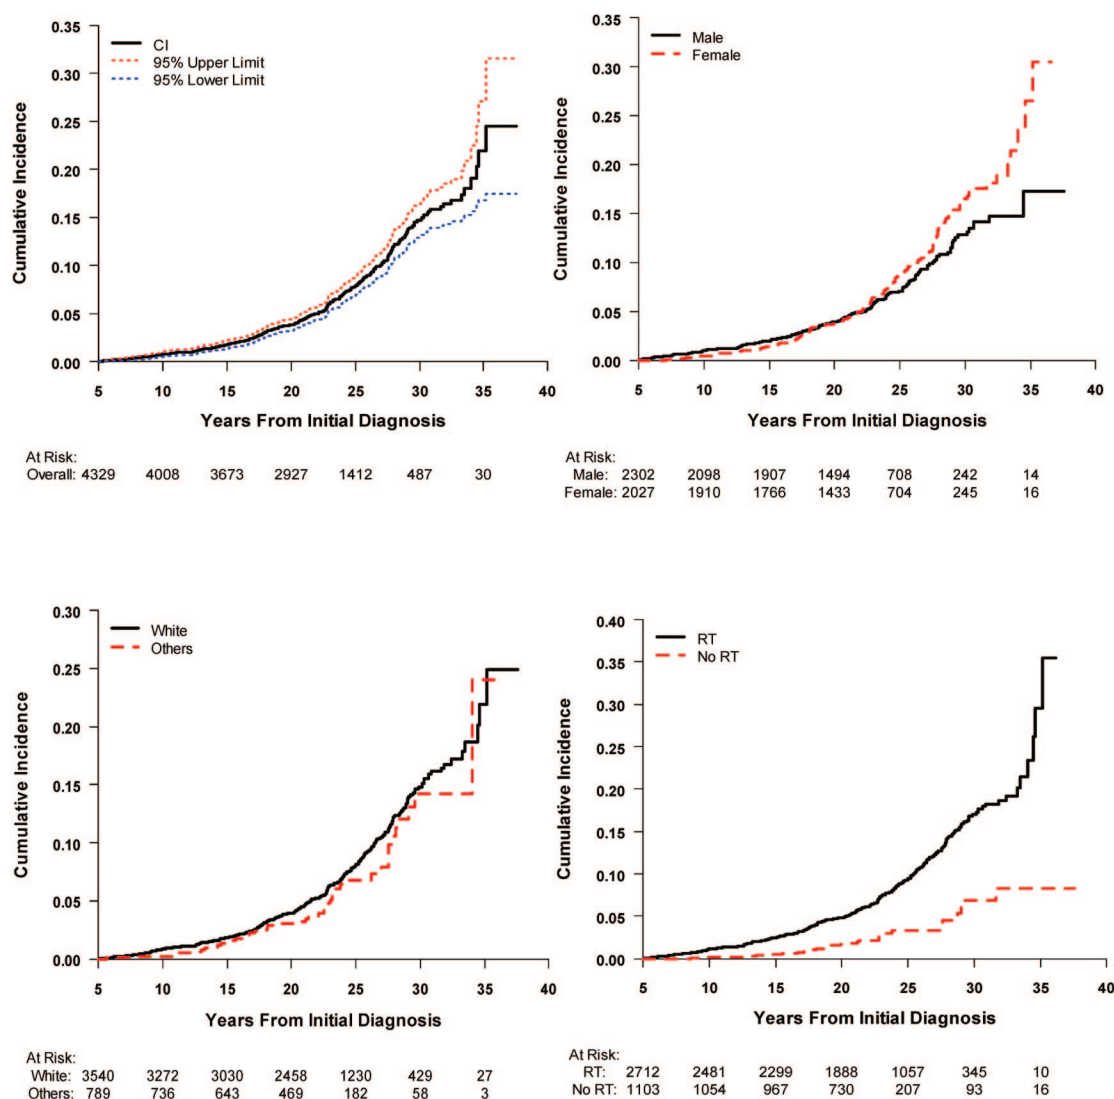 0.35
0.30
0.25
0.20
0.15
0.10
0.05
0.00
Cumulative Incidence
CI
95% Upper Limit
95% Lower Limit
5 10 15 20 25 30 35 40
Years From Initial Diagnosis
At Risk:
Overall: 4329 4008 3673 2927 1412 487 30
0.35
0.30
0.25
0.20
0.15
0.10
0.05
0.00
Cumulative Incidence
Male
Female
5 10 15 20 25 30 35 40
Years From Initial Diagnosis
At Risk:
Male: 2302 2098 1907 1494 708 242 14
Female: 2027 1910 1766 1433 704 245 16
0.30
0.25
0.20
0.15
0.10
0.05
0.00
Cumulative Incidence
White
Others
5 10 15 20 25 30 35 40
Years From Initial Diagnosis
At Risk:
White: 3540 3272 3030 2458 1230 429 27
Others: 789 736 643 469 182 58 3
0.40
0.35
0.30
0.25
0.20
0.15
0.10
0.05
0.00
Cumulative Incidence
RT
No RT
5 10 15 20 25 30 35 40
Years From Initial Diagnosis
At Risk:
RT: 2712 2481 2299 1888 1057 345 10
No RT: 1103 1054 967 730 207 93 16